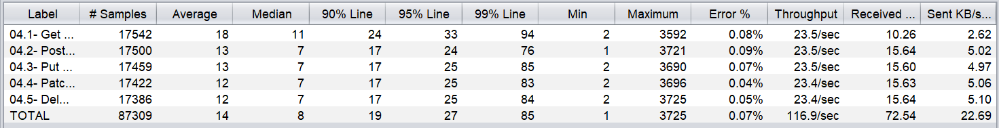 Label # Samples Average Median 90% Line 95% Line 99% Line Min Maximum Error % Throughput Received ... Sent KB/s...
04.1- Get ... 17542 18 11 24 33 94 2 3592 0.08% 23.5/sec 10.26 2.62
04.2- Post... 17500 13 7 17 24 76 1 3721 0.09% 23.5/sec 15.64 5.02
04.3- Put ... 17459 13 7 17 25 85 2 3690 0.07% 23.5/sec 15.60 4.97
04.4- Patc... 17422 12 7 17 25 83 2 3696 0.04% 23.4/sec 15.63 5.06
04.5- Del... 17386 12 7 17 25 84 2 3725 0.05% 23.4/sec 15.64 5.10
TOTAL 87309 14 8 19 27 85 1 3725 0.07% 116.9/sec 72.54 22.69